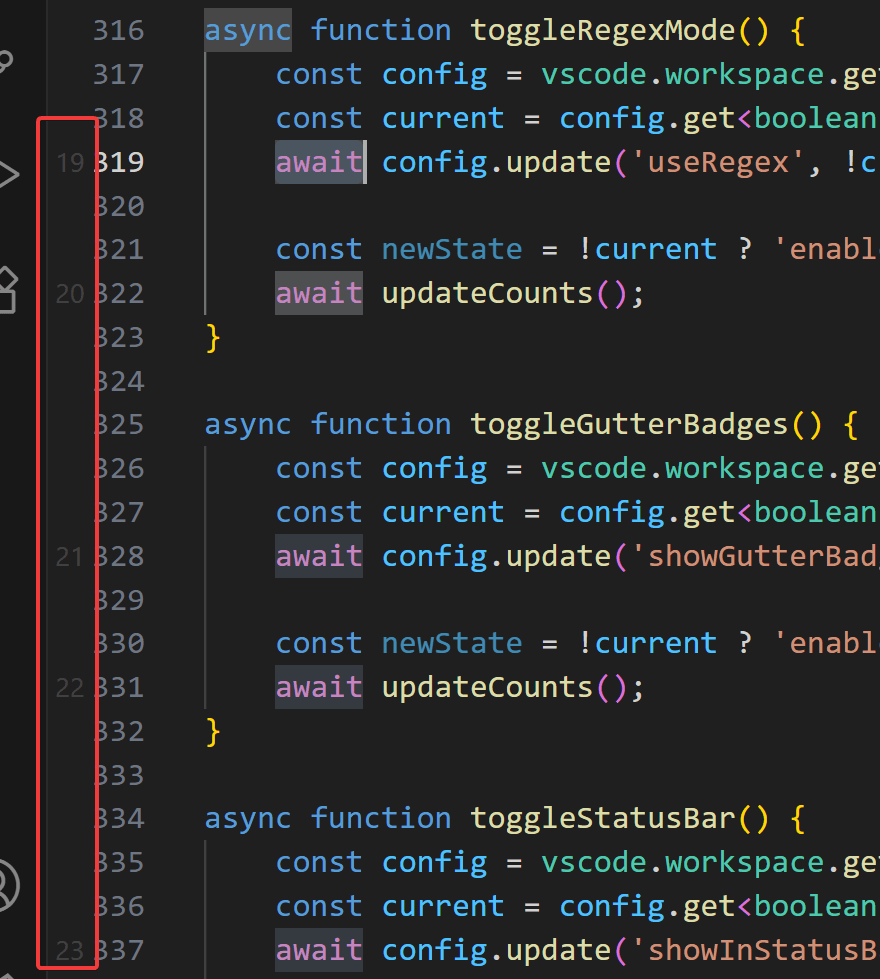 316 async function toggleRegexMode() {
317 const config = vscode.workspace.ge
318 const current = config.get<boolean
19 319 await config.update('useRegex', !c
320
321 const newState = !current ? 'enabl
20 322 await updateCounts();
323 }
324
325 async function toggleGutterBadges() {
326 const config = vscode.workspace.ge
327 const current = config.get<boolean
21 328 await config.update('showGutterBad
329
330 const newState = !current ? 'enabl
22 331 await updateCounts();
332 }
333
334 async function toggleStatusBar() {
335 const config = vscode.workspace.ge
336 const current = config.get<boolean
23 337 await config.update('showInStatusB